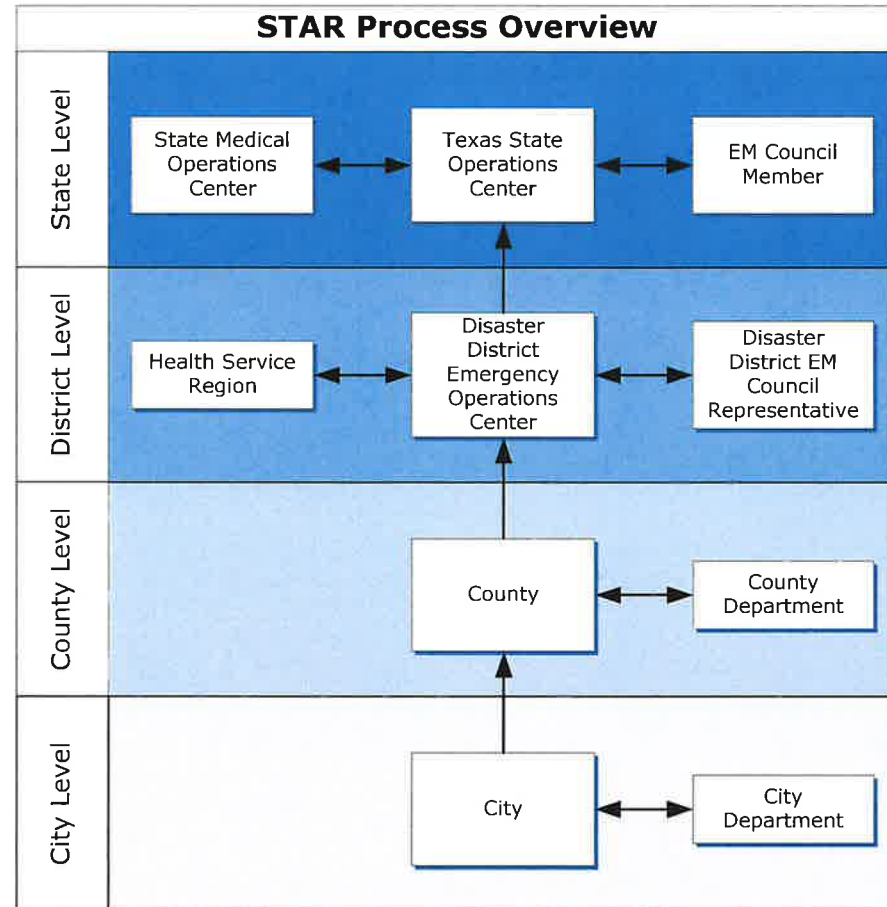 STAR Process Overview
State Level
State Medical
Operations
Center
Texas State
Operations
Center
EM Council
Member
District Level
Health Service
Region
Disaster
District
Emergency
Operations
Center
Disaster
District EM
Council
Representative
County Level
County
County
Department
City Level
City
City
Department